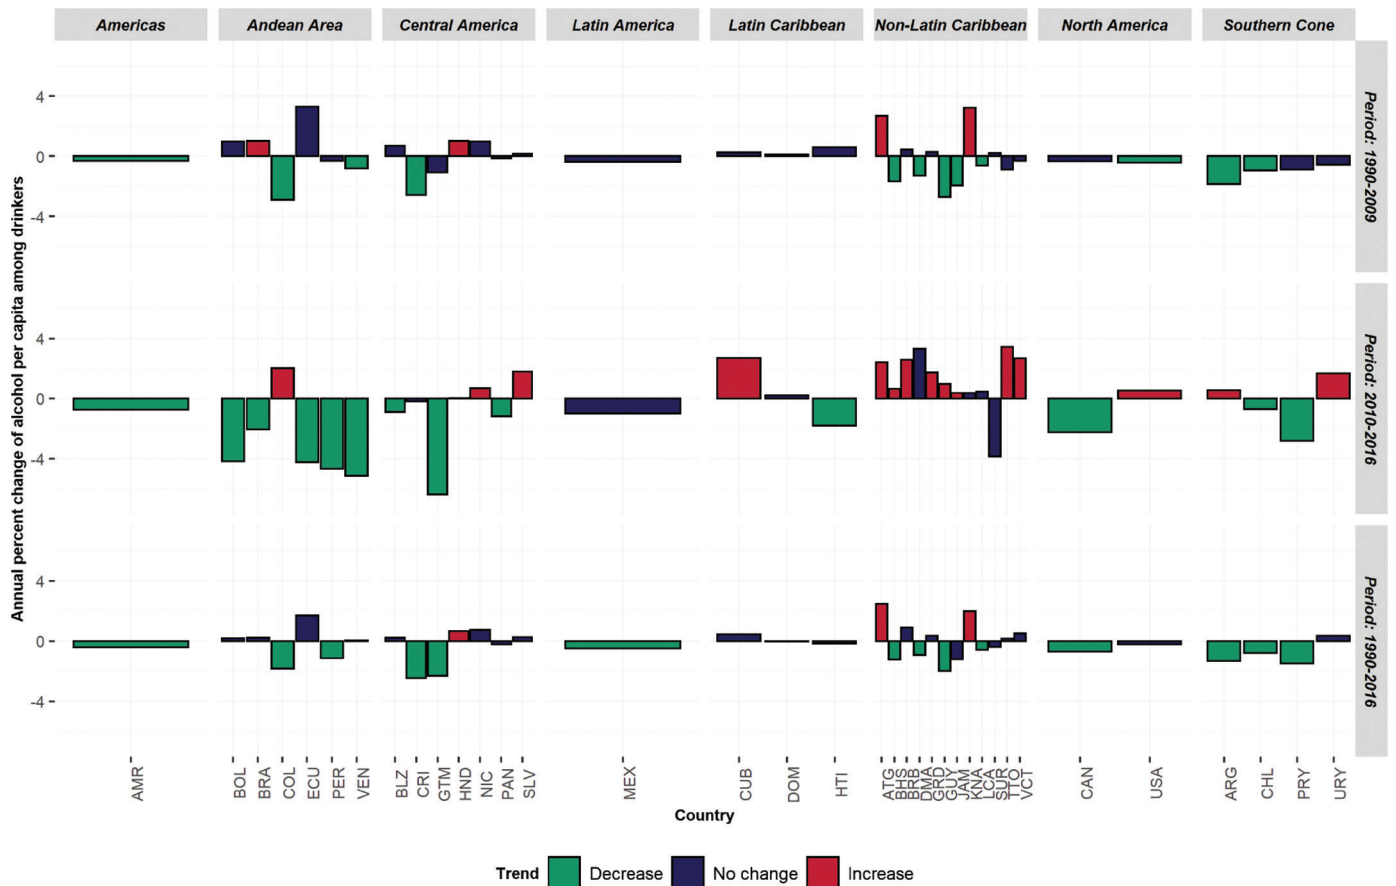 Americas
Andean Area
Central America
Latin America
Latin Caribbean
Non-Latin Caribbean
North America
Southern Cone
Annual percent change of alcohol per capita among drinkers
4
0
-4
Period: 1990-2009
4
0
-4
Period: 2010-2016
4
0
-4
Period: 1990-2016
AMR
BOL
BRA
COL
ECU
PER
VEN
BLZ
CRI
GTM
HND
NIC
PAN
SLV
MEX
CUB
DOM
HTI
ATG
BHS
BRB
DMA
GRD
GUY
JAM
KNA
LCA
SUR
TTO
VCT
CAN
USA
ARG
CHL
PRY
URY
Country
Trend
Decrease
No change
Increase